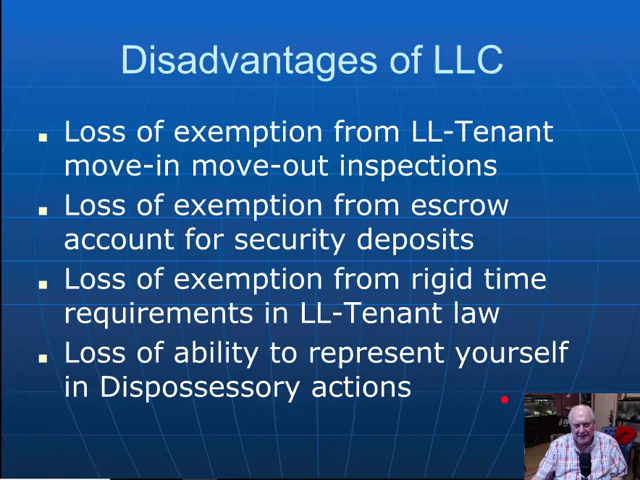 Disadvantages of LLC
Loss of exemption from LL-Tenant
move-in move-out inspections
Loss of exemption from escrow
account for security deposits
Loss of exemption from rigid time
requirements in LL-Tenant law
Loss of ability to represent yourself
in Dispossessory actions